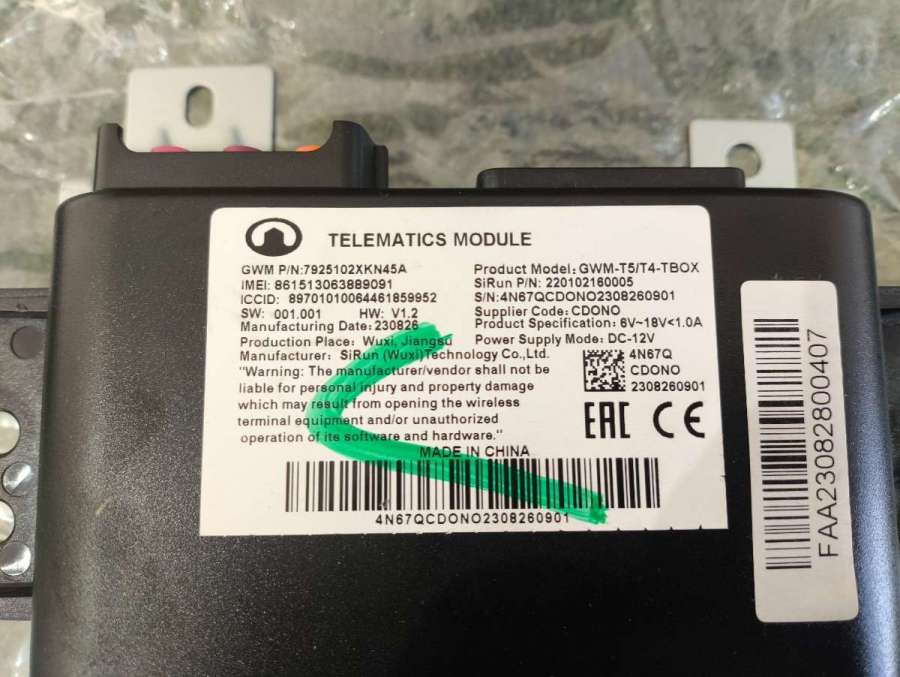 TELEMATICS MODULE
GWM P/N:7925102XKN45A
IMEI: 861513063889091
ICCID: 89701010064461859952
SW: 001.001 HW: V1.2
Manufacturing Date: 230826
Production Place: Wuxi, Jiangsu
Manufacturer: SiRun (Wuxi)Technology Co.,Ltd.
"Warning: The manufacturer/vendor shall not be
liable for personal injury and property damage
which may result from opening the wireless
terminal equipment and/or unauthorized
operation of its software and hardware."
Product Model: GWM-T5/T4-TBOX
SiRun P/N: 220102160005
S/N:4N67QCDONO2308260901
Supplier Code: CDONO
Product Specification: 6V~18V<1.0A
Power Supply Mode: DC-12V
4N67Q
CDONO
2308260901
EAC CE
MADE IN CHINA
4N67QCDONO2308260901
FAA23082800407